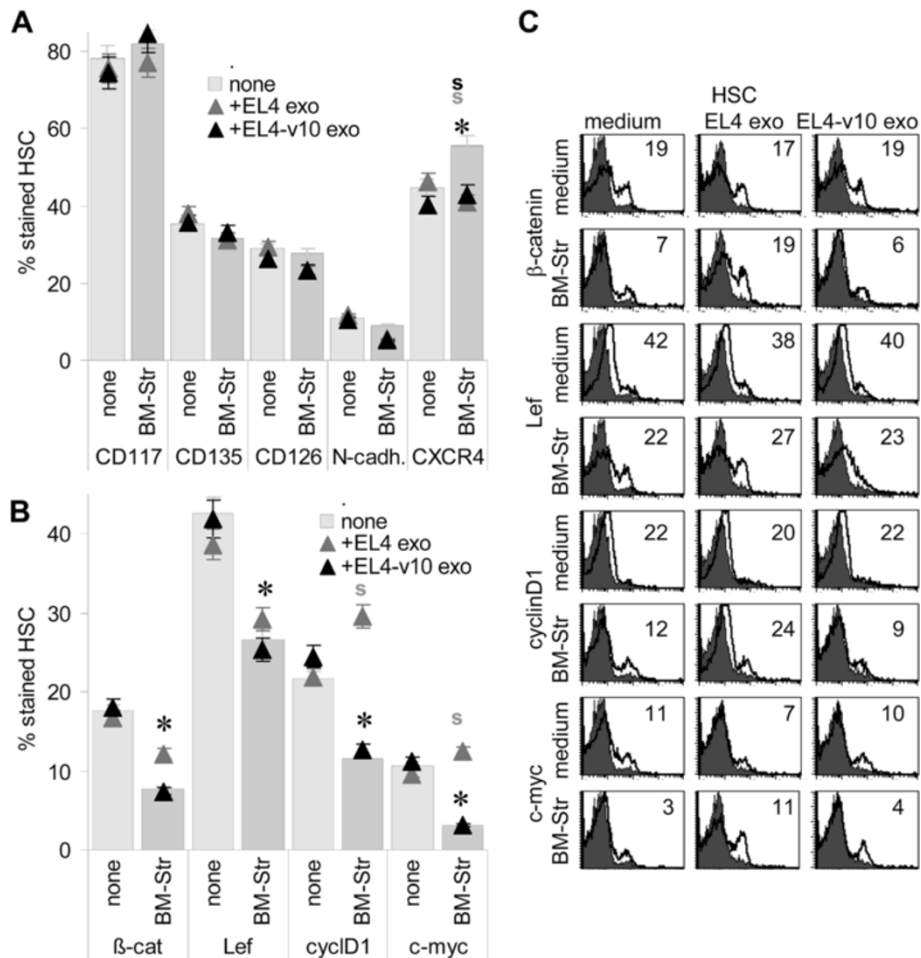 A
% stained HSC
80
60
40
20
0
none
+EL4 exo
+EL4-v10 exo
s
s
*
none
BM-Str
none
BM-Str
none
BM-Str
none
BM-Str
none
BM-Str
CD117
CD135
CD126
N-cadh.
CXCR4
B
% stained HSC
40
30
20
10
0
none
+EL4 exo
+EL4-v10 exo
*
*
s
*
s
*
none
BM-Str
none
BM-Str
none
BM-Str
none
BM-Str
ß-cat
Lef
cyclD1
c-myc
C
HSC
medium EL4 exo EL4-v10 exo
β-catenin
medium
19 17 19
BM-Str
7 19 6
Lef
medium
42 38 40
BM-Str
22 27 23
cyclinD1
medium
22 20 22
BM-Str
12 24 9
c-myc
medium
11 7 10
BM-Str
3 11 4